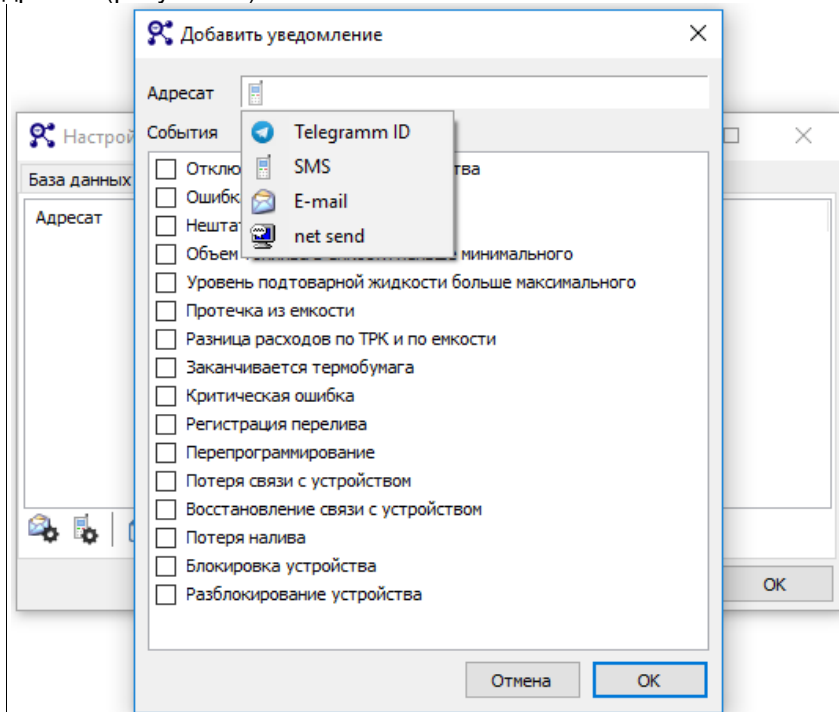 Добавить уведомление
Адресат
Настрой
События
Telegramm ID
SMS
E-mail
net send
База данных
Адресат
Отклю тва
Ошибк
Нешта
Объем минимального
Уровень подтоварной жидкости больше максимального
Протечка из емкости
Разница расходов по ТРК и по емкости
Заканчивается термобумага
Критическая ошибка
Регистрация перелива
Перепрограммирование
Потеря связи с устройством
Восстановление связи с устройством
Потеря налива
Блокировка устройства
Разблокирование устройства
OK
Отмена
OK